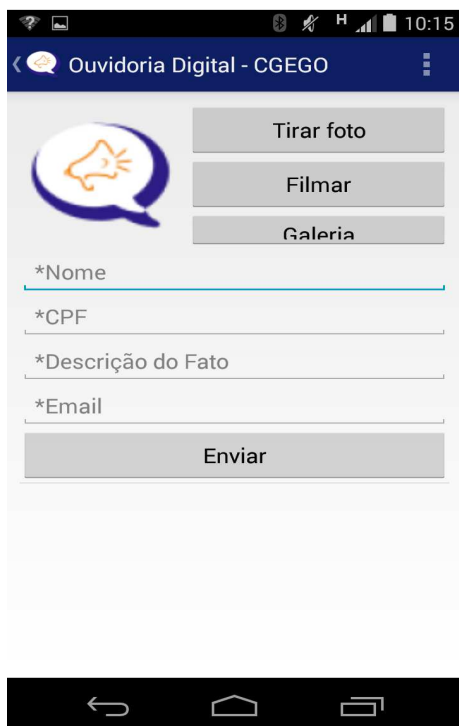 H 10:15
Ouvidoria Digital - CGEGO
Tirar foto
Filmar
Galeria
*Nome
*CPF
*Descrição do Fato
*Email
Enviar